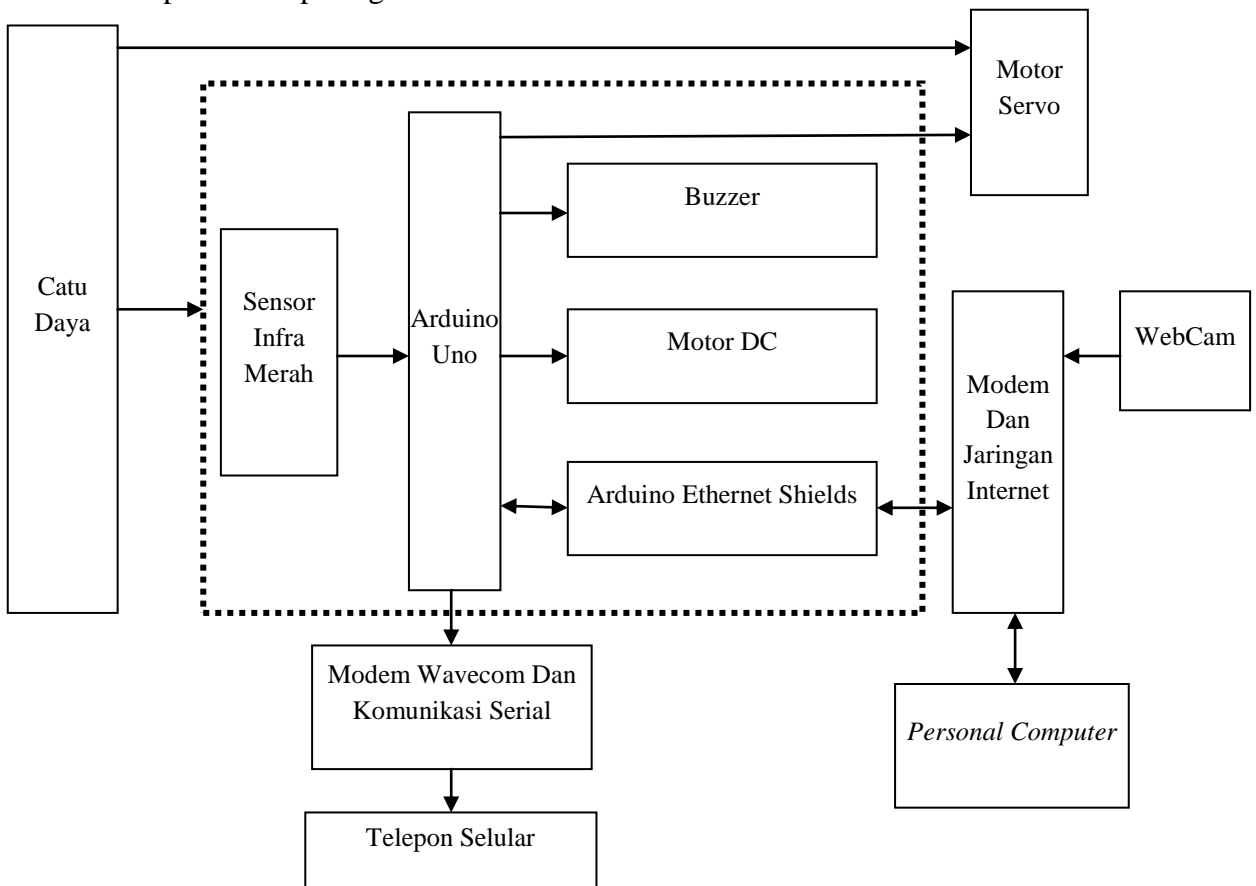 Motor
Servo
Buzzer
Catu
Daya
Sensor
Infra
Merah
Arduino
Uno
Motor DC
WebCam
Modem
Dan
Jaringan
Internet
Arduino Ethernet Shields
Modem Wavecom Dan
Komunikasi Serial
Personal Computer
Telepon Selular